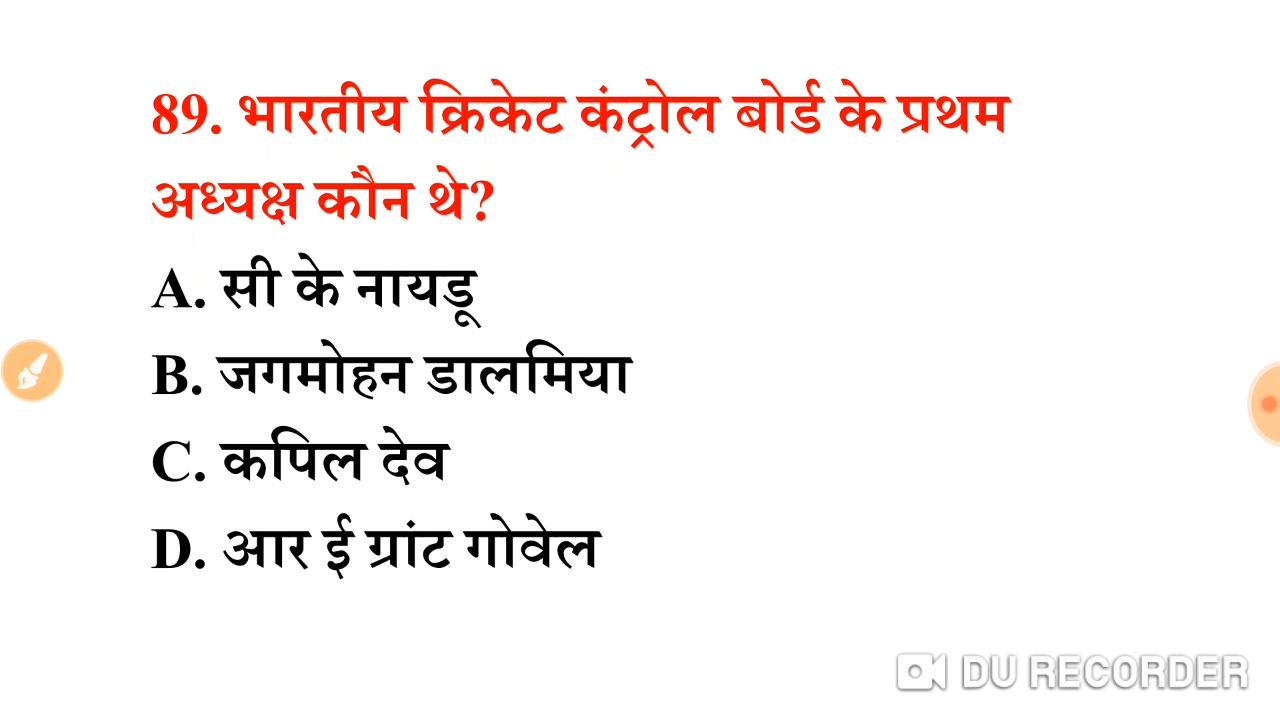 89. भारतीय क्रिकेट कंट्रोल बोर्ड के प्रथम
अध्यक्ष कौन थे?
A. सी के नायडू
B. जगमोहन डालमिया
C. कपिल देव
D. आर ई ग्रांट गोवेल
DU RECORDER